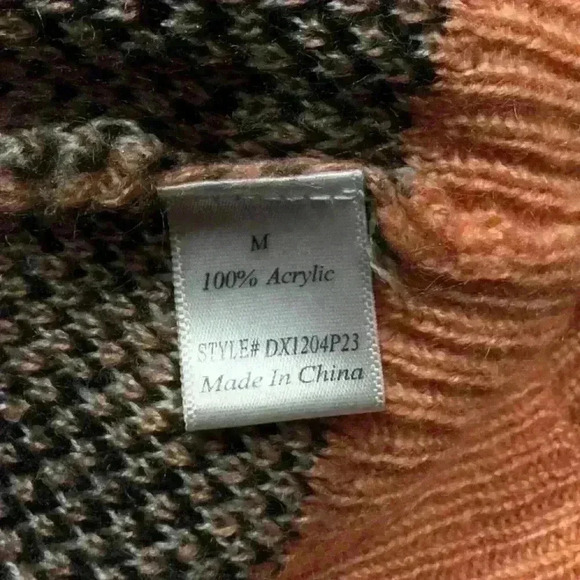 M
100% Acrylic
STYLE# DX1204P23
Made In China